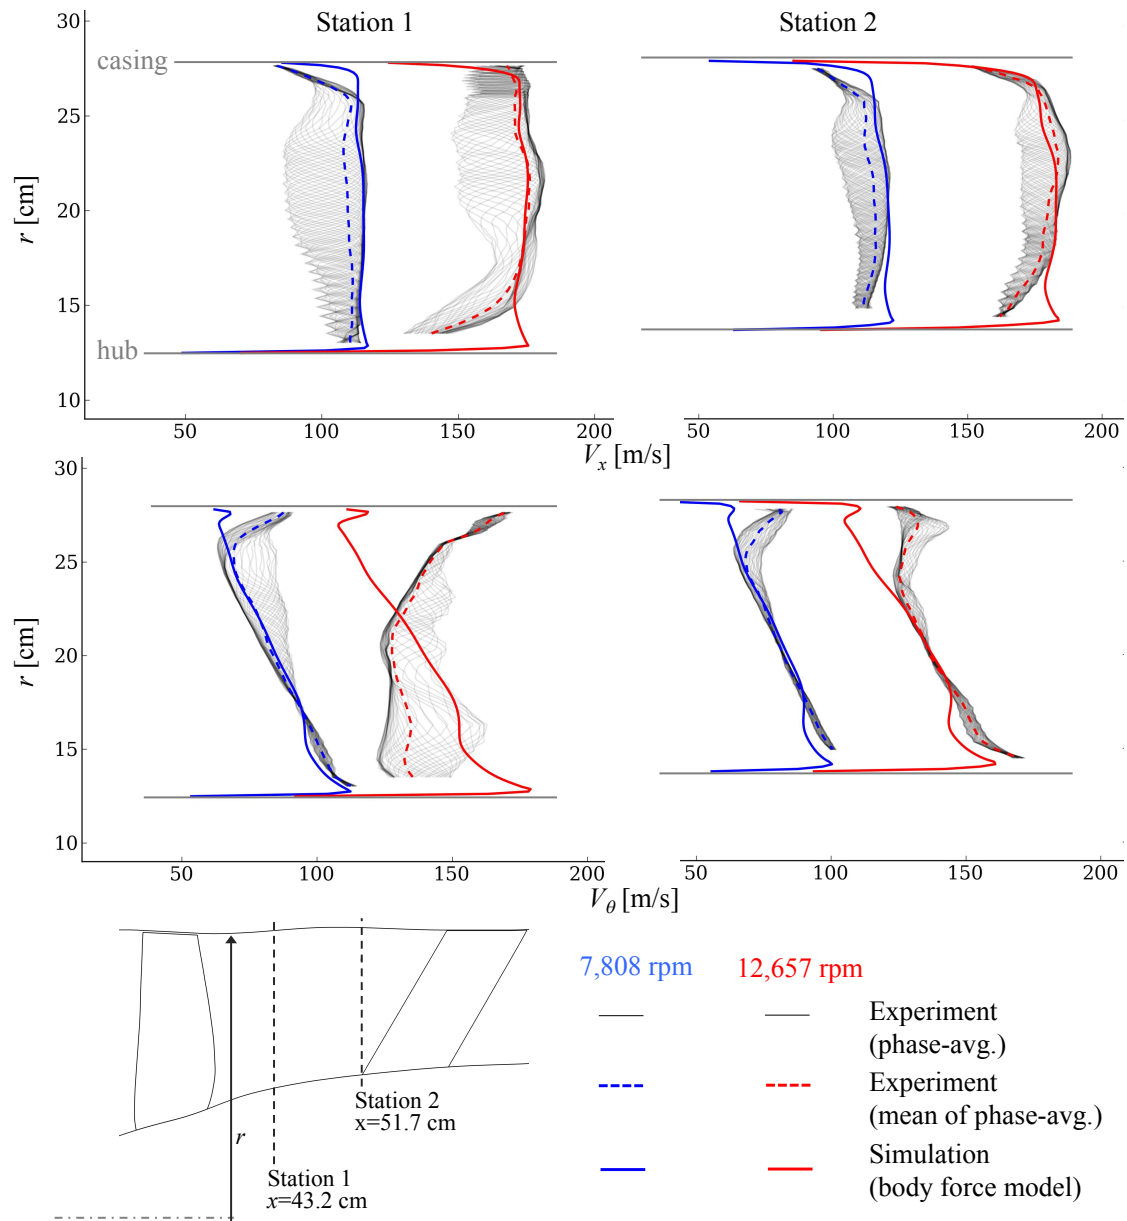 Station 1
Station 2
30
25
20
15
10
r [cm]
casing
hub
50
100
150
200
50
100
150
200
Vx [m/s]
30
25
20
15
10
r [cm]
50
100
150
200
50
100
150
200
Vθ [m/s]
r
Station 2
x=51.7 cm
Station 1
x=43.2 cm
7,808 rpm
12,657 rpm
Experiment
(phase-avg.)
Experiment
(mean of phase-avg.)
Simulation
(body force model)